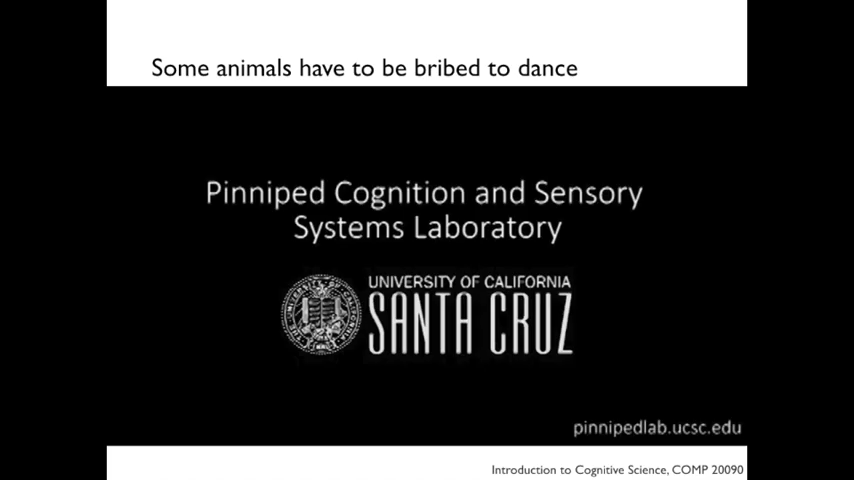 Some animals have to be bribed to dance
Pinniped Cognition and Sensory
Systems Laboratory
UNIVERSITY OF CALIFORNIA
SANTA CRUZ
pinnipedlab.ucsc.edu
Introduction to Cognitive Science, COMP 20090